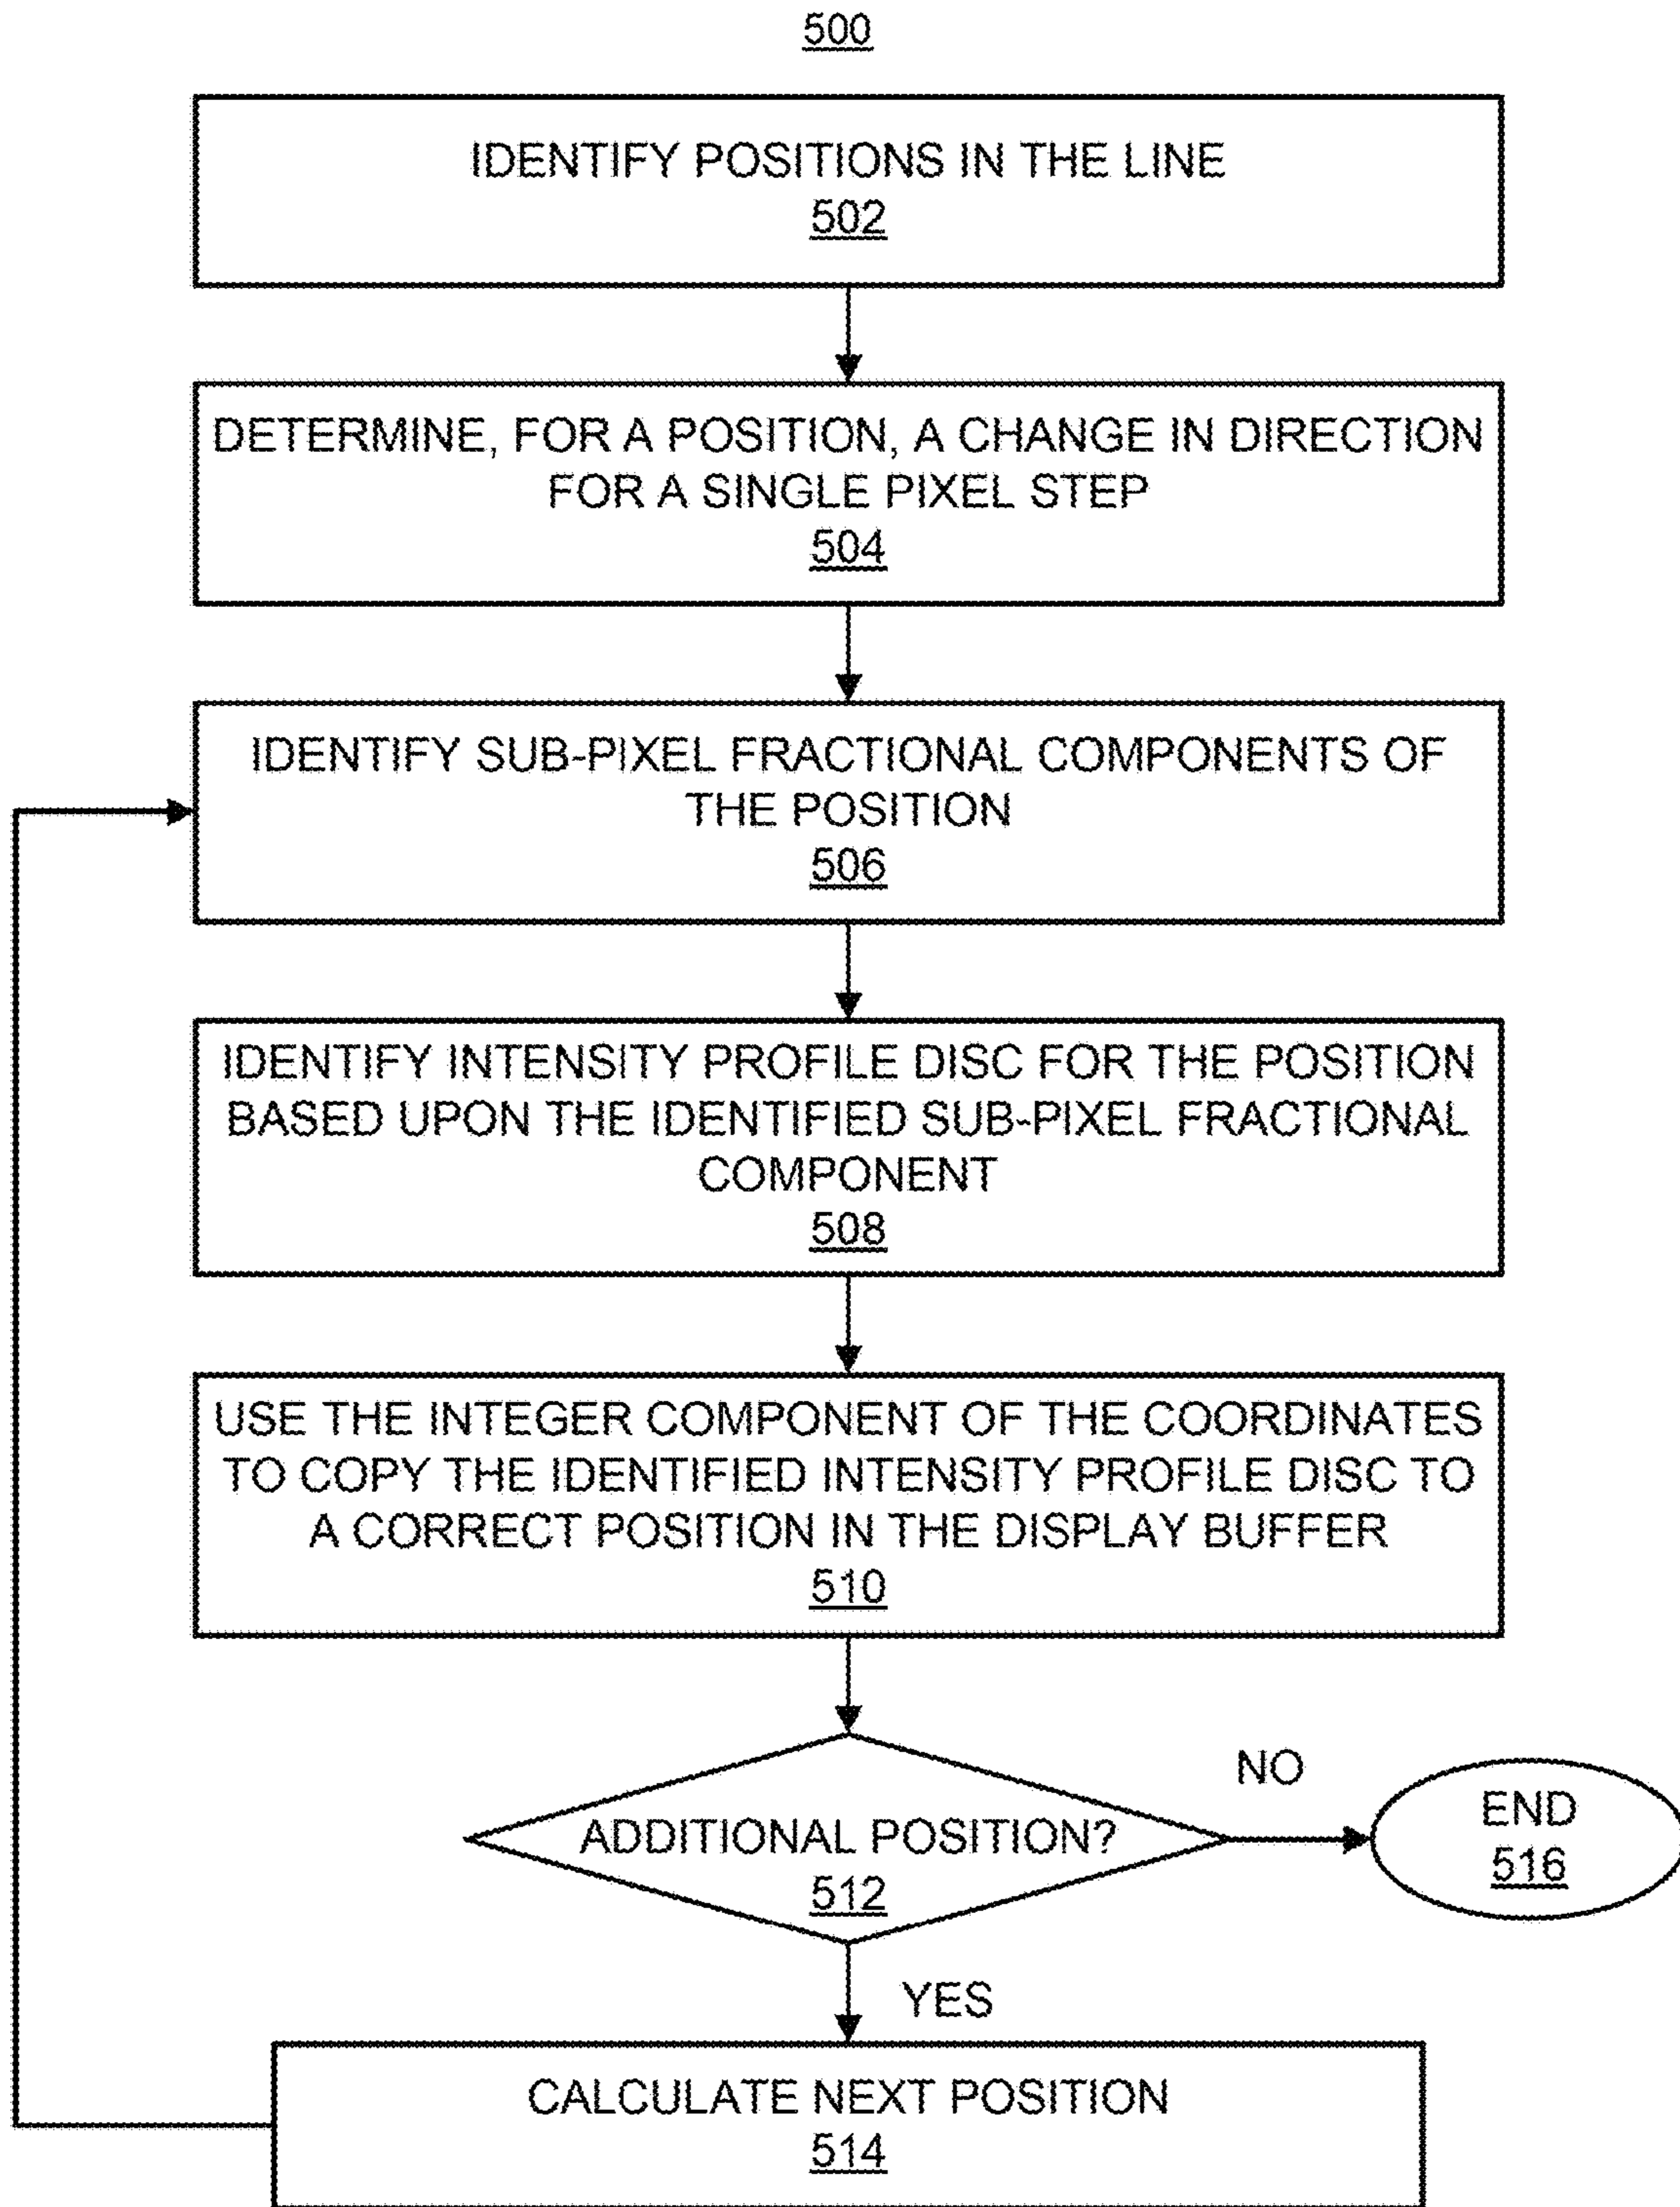 500
IDENTIFY POSITIONS IN THE LINE
502
DETERMINE, FOR A POSITION, A CHANGE IN DIRECTION
FOR A SINGLE PIXEL STEP
504
IDENTIFY SUB-PIXEL FRACTIONAL COMPONENTS OF
THE POSITION
506
IDENTIFY INTENSITY PROFILE DISC FOR THE POSITION
BASED UPON THE IDENTIFIED SUB-PIXEL FRACTIONAL
COMPONENT
508
USE THE INTEGER COMPONENT OF THE COORDINATES
TO COPY THE IDENTIFIED INTENSITY PROFILE DISC TO
A CORRECT POSITION IN THE DISPLAY BUFFER
510
ADDITIONAL POSITION?
512
NO
END
516
YES
CALCULATE NEXT POSITION
514